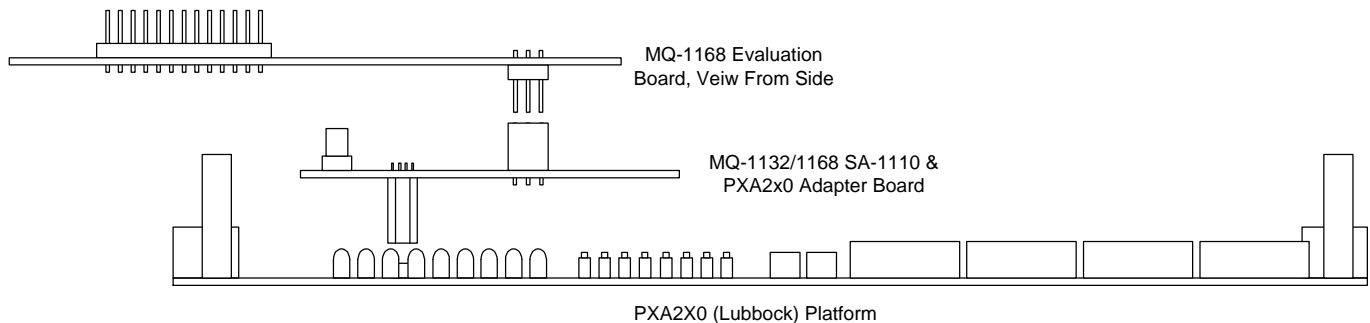 MQ-1168 Evaluation
Board, Veiw From Side
MQ-1132/1168 SA-1110 &
PXA2x0 Adapter Board
PXA2X0 (Lubbock) Platform